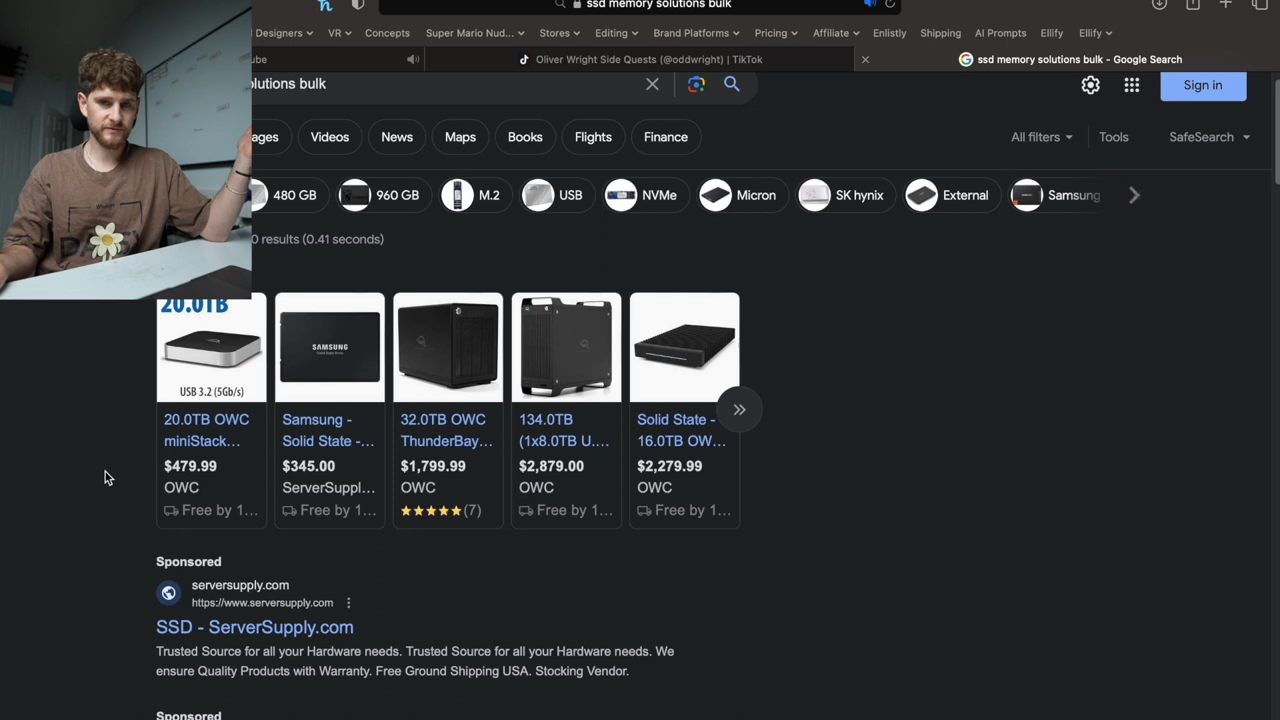 ssd memory solutions bulk
Designers
VR
Concepts
Super Mario Nud...
Stores
Editing
Brand Platforms
Pricing
Affiliate
Enlistly
Shipping
AI Prompts
Ellify
Ellify
Oliver Wright Side Quests (@oddwright) | TikTok
ssd memory solutions bulk - Google Search
bulk
Sign in
Videos
News
Maps
Books
Flights
Finance
All filters
Tools
SafeSearch
480 GB
960 GB
M.2
USB
NVMe
Micron
SK hynix
External
Samsung
results (0.41 seconds)
20.0TB
USB 3.2 (5Gb/s)
SAMSUNG
Solid State Drive
20.0TB OWC
miniStack...
$479.99
OWC
Free by 1...
Samsung -
Solid State -...
$345.00
ServerSuppl...
Free by 1...
32.0TB OWC
ThunderBay...
$1,799.99
OWC
(7)
134.0TB
(1x8.0TB U....
$2,879.00
OWC
Free by 1...
Solid State -
16.0TB OW...
$2,279.99
OWC
Free by 1...
Sponsored
serversupply.com
https://www.serversupply.com
SSD - ServerSupply.com
Trusted Source for all your Hardware needs. Trusted Source for all your Hardware needs. We
ensure Quality Products with Warranty. Free Ground Shipping USA. Stocking Vendor.
Sponsored